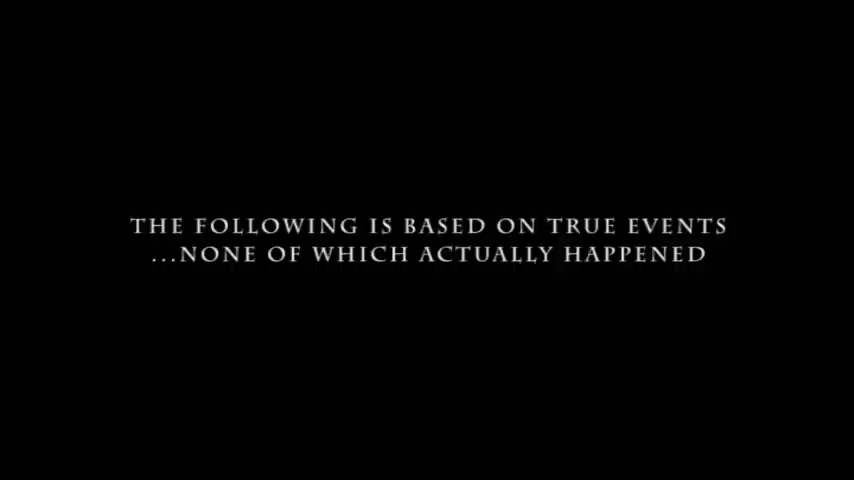 THE FOLLOWING IS BASED ON TRUE EVENTS
...NONE OF WHICH ACTUALLY HAPPENED